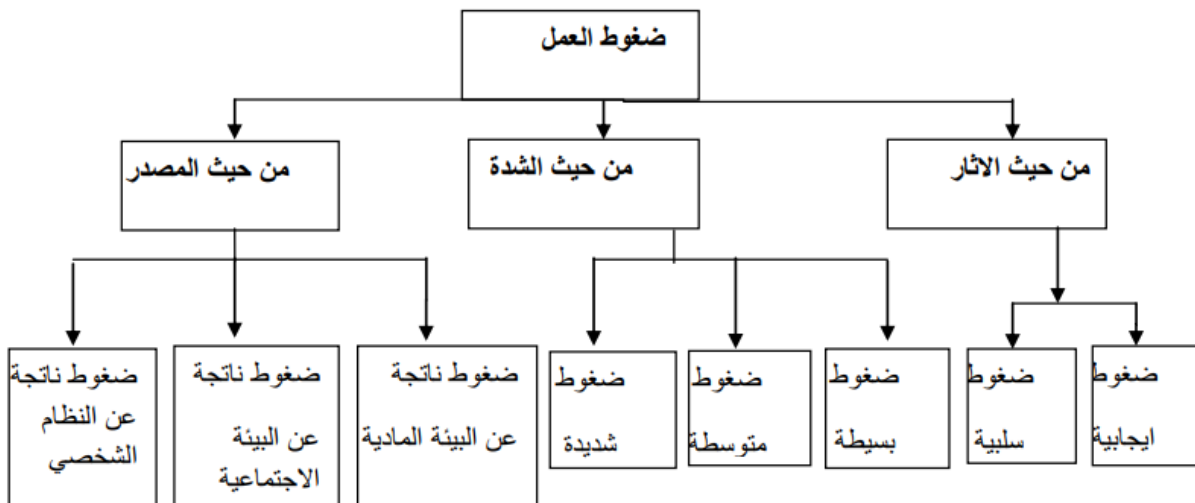 ضغوط العمل
من حيث الاثار
من حيث الشدة
من حيث المصدر
ضغوط
ايجابية
ضغوط
سلبية
ضغوط
بسيطة
ضغوط
متوسطة
ضغوط
شديدة
ضغوط ناتجة
عن البيئة المادية
ضغوط ناتجة
عن البيئة
الاجتماعية
ضغوط ناتجة
عن النظام
الشخصي